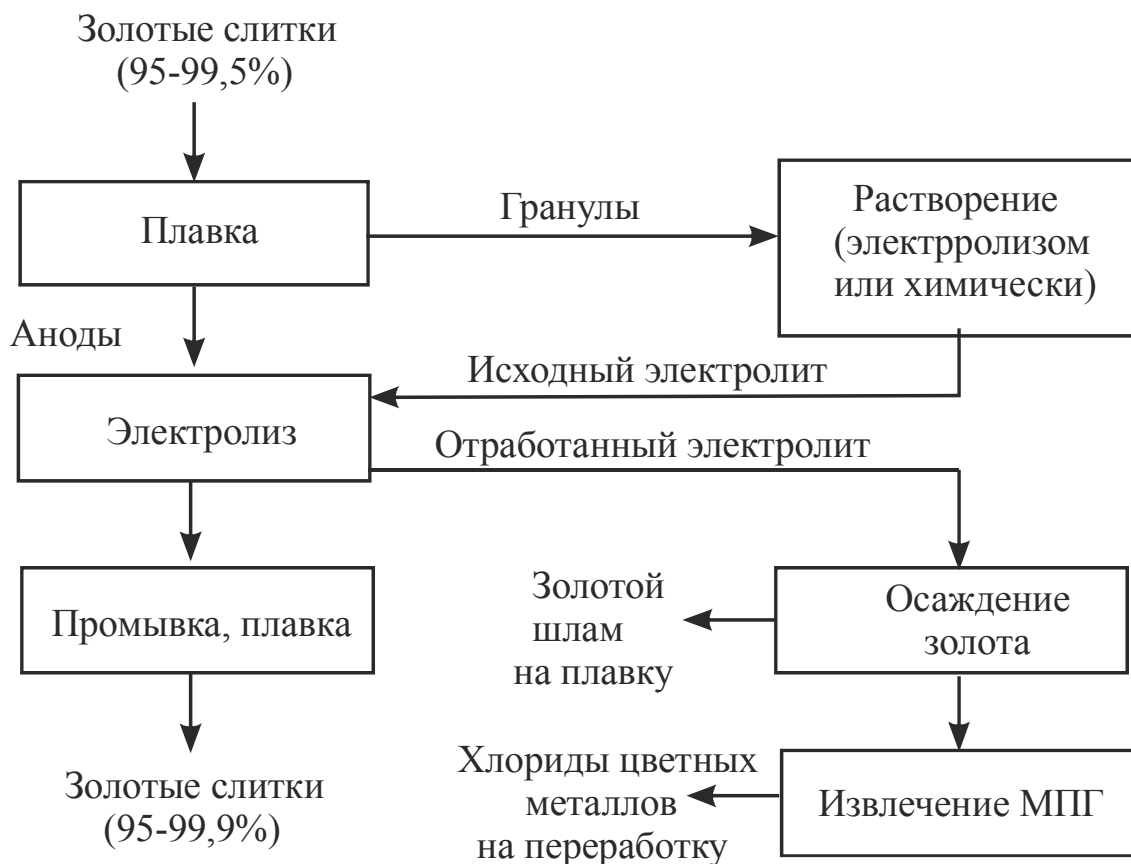 Золотые слитки
(95-99,5%)
Плавка
Гранулы
Растворение
(электрролизом
или химически)
Аноды
Исходный электролит
Электролиз
Отработанный электролит
Промывка, плавка
Золотой
шлам
на плавку
Осаждение
золота
Золотые слитки
(95-99,9%)
Хлориды цветных
металлов
на переработку
Извлечение МПГ